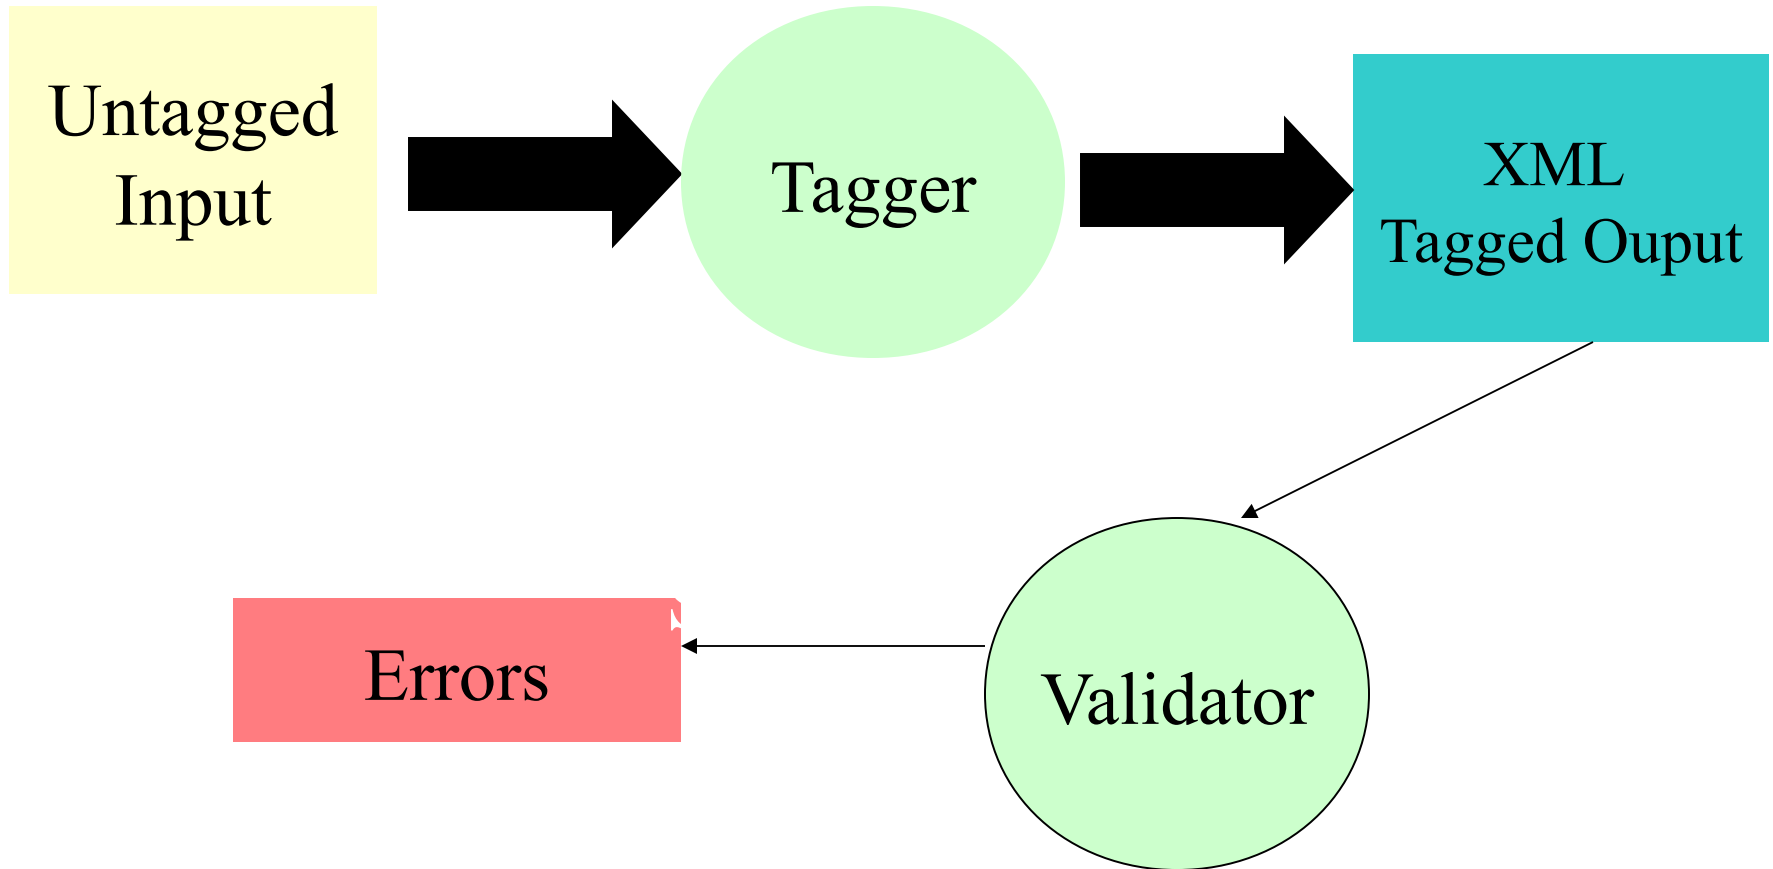 Untagged
Input
Tagger
XML
Tagged Ouput
Errors
Validator